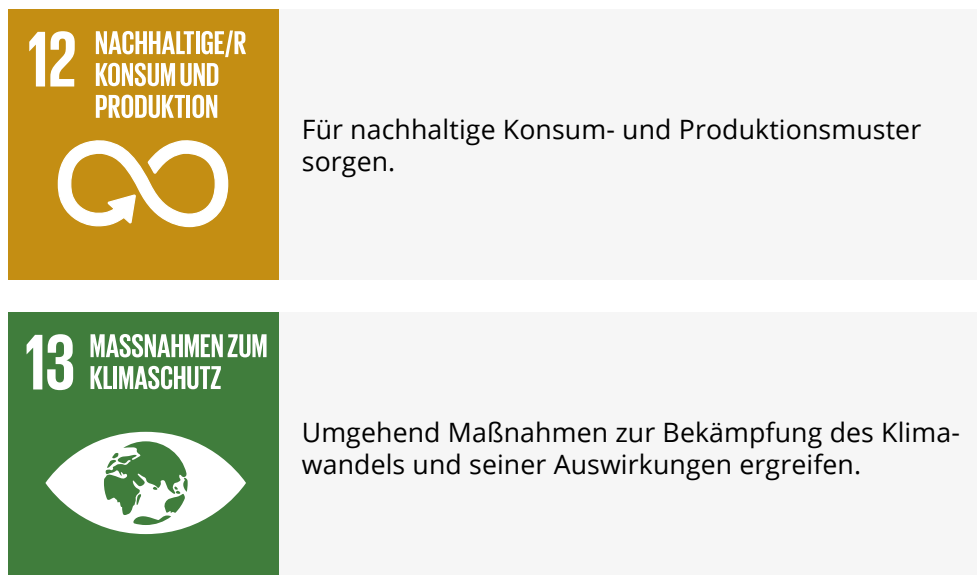 12 NACHHALTIGE/R
KONSUM UND
PRODUKTION
Für nachhaltige Konsum- und Produktionsmuster
sorgen.
13 MASSNAHMEN ZUM
KLIMASCHUTZ
Umgehend Maßnahmen zur Bekämpfung des Klima-
wandels und seiner Auswirkungen ergreifen.